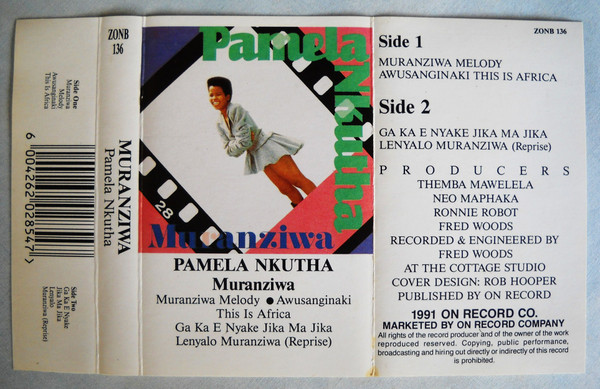 Side One
Muranziwa
Melody
Awusanginaki
This Is Africa
6 004262 028547
Side Two
Ga Ka E Nyake
Jika Ma Jika
Lenyalo
Muranziwa (Reprise)
ZONB
136
MURANZIWA
Pamela Nkutha
Pamela
Nkutha
28
Muranziwa
PAMELA NKUTHA
Muranziwa
Muranziwa Melody ● Awusanginaki
This Is Africa
Ga Ka E Nyake Jika Ma Jika
Lenyalo Muranziwa (Reprise)
ZONB 136
Side 1
MURANZIWA MELODY
AWUSANGINAKI THIS IS AFRICA
Side 2
GA KA E NYAKE JIKA MA JIKA
LENYALO MURANZIWA (Reprise)
PRODUCERS
THEMBA MAWELELA
NEO MAPHAKA
RONNIE ROBOT
FRED WOODS
RECORDED & ENGINEERED BY
FRED WOODS
AT THE COTTAGE STUDIO
COVER DESIGN: ROB HOOPER
PUBLISHED BY ON RECORD
1991 ON RECORD CO.
MARKETED BY ON RECORD COMPANY
All rights of the record producer and of the owner of the work
reproduced reserved. Copying, public performance,
broadcasting and hiring out directly or indirectly of this record
is prohibited.